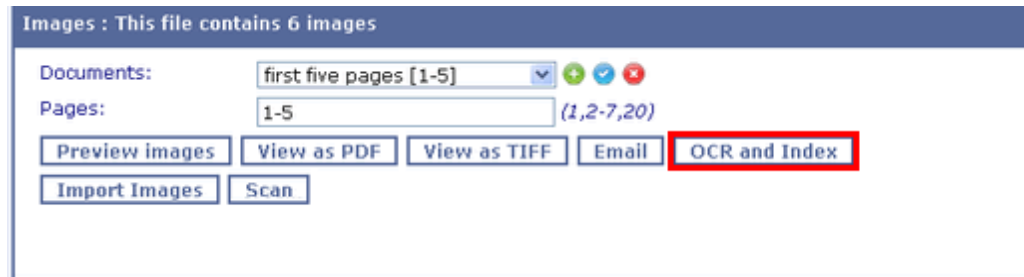 Images : This file contains 6 images
Documents: first five pages [1-5]
Pages: 1-5 (1,2-7,20)
Preview images View as PDF View as TIFF Email OCR and Index
Import Images Scan